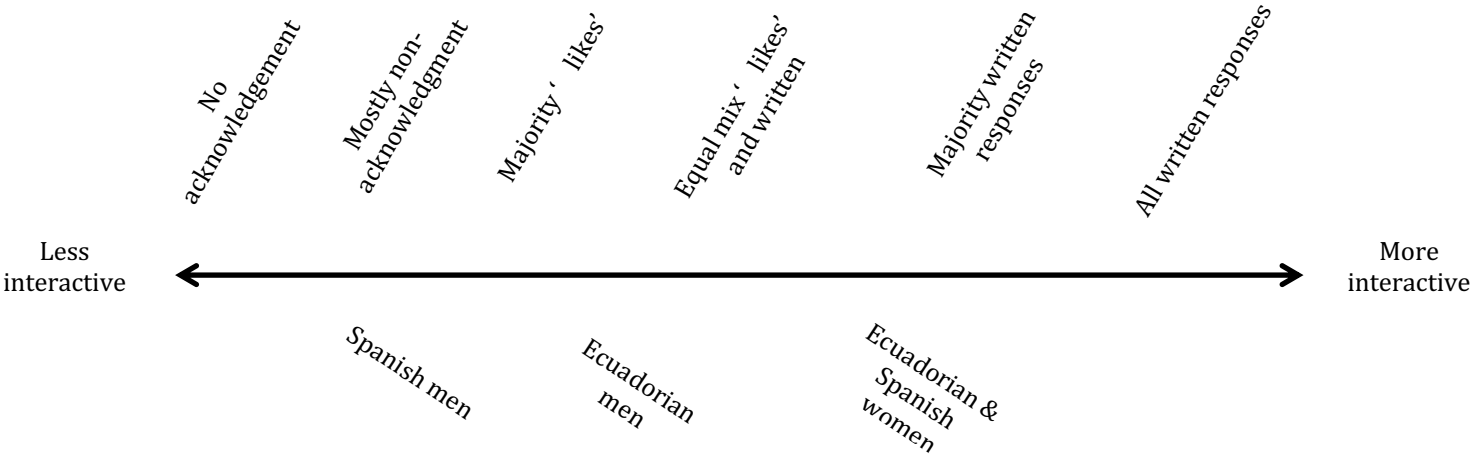 No
acknowledgement
Mostly non-
acknowledgment
Majority ‘ likes’
Equal mix ‘ likes’
and written
Majority written
responses
All written responses
Less
interactive
More
interactive
Spanish men
Ecuadorian
men
Ecuadorian &
Spanish
women